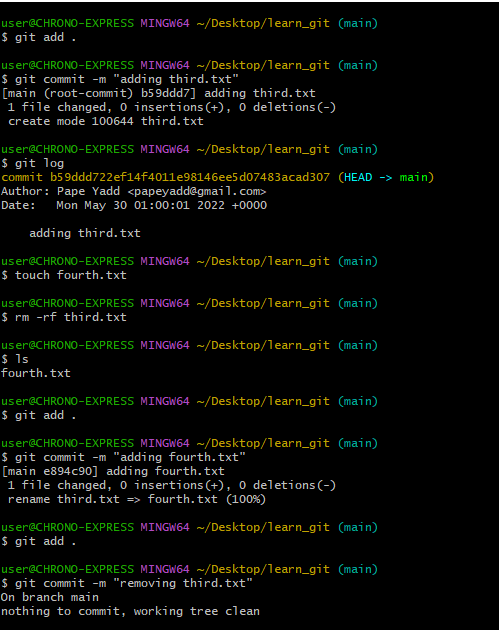 user@CHRONO-EXPRESS MINGW64 ~/Desktop/learn_git (main)
$ git add .
user@CHRONO-EXPRESS MINGW64 ~/Desktop/learn_git (main)
$ git commit -m "adding third.txt"
[main (root-commit) b59ddd7] adding third.txt
 1 file changed, 0 insertions(+), 0 deletions(-)
 create mode 100644 third.txt
user@CHRONO-EXPRESS MINGW64 ~/Desktop/learn_git (main)
$ git log
commit b59ddd722ef14f4011e98146ee5d07483acad307 (HEAD -> main)
Author: Pape Yadd <papeyadd@gmail.com>
Date:   Mon May 30 01:00:01 2022 +0000
    adding third.txt
user@CHRONO-EXPRESS MINGW64 ~/Desktop/learn_git (main)
$ touch fourth.txt
user@CHRONO-EXPRESS MINGW64 ~/Desktop/learn_git (main)
$ rm -rf third.txt
user@CHRONO-EXPRESS MINGW64 ~/Desktop/learn_git (main)
$ ls
fourth.txt
user@CHRONO-EXPRESS MINGW64 ~/Desktop/learn_git (main)
$ git add .
user@CHRONO-EXPRESS MINGW64 ~/Desktop/learn_git (main)
$ git commit -m "adding fourth.txt"
[main e894c90] adding fourth.txt
 1 file changed, 0 insertions(+), 0 deletions(-)
 rename third.txt => fourth.txt (100%)
user@CHRONO-EXPRESS MINGW64 ~/Desktop/learn_git (main)
$ git add .
user@CHRONO-EXPRESS MINGW64 ~/Desktop/learn_git (main)
$ git commit -m "removing third.txt"
On branch main
nothing to commit, working tree clean